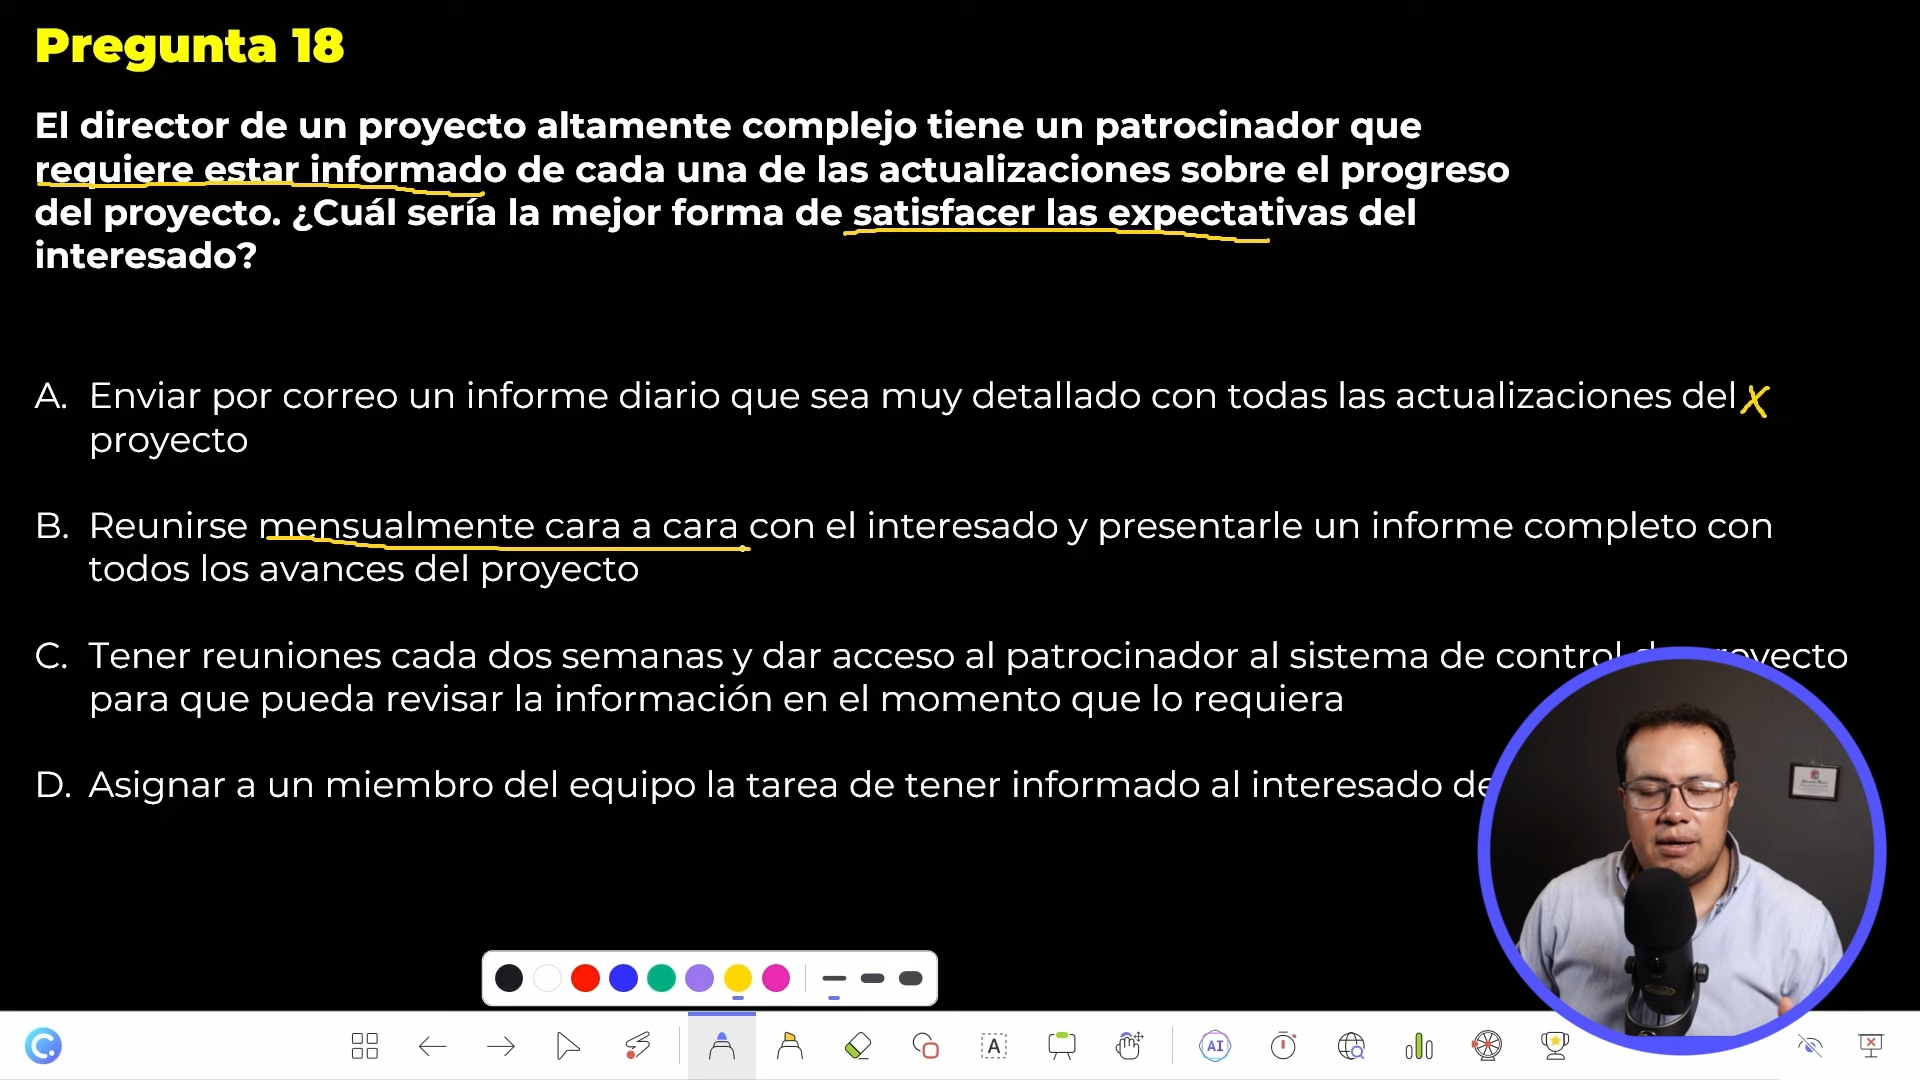 Pregunta 18
El director de un proyecto altamente complejo tiene un patrocinador que
requiere estar informado de cada una de las actualizaciones sobre el progreso
del proyecto. ¿Cuál sería la mejor forma de satisfacer las expectativas del
interesado?
A. Enviar por correo un informe diario que sea muy detallado con todas las actualizaciones del X
proyecto
B. Reunirse mensualmente cara a cara con el interesado y presentarle un informe completo con
todos los avances del proyecto
C. Tener reuniones cada dos semanas y dar acceso al patrocinador al sistema de control proyecto
para que pueda revisar la información en el momento que lo requiera
D. Asignar a un miembro del equipo la tarea de tener informado al interesado
A
AI